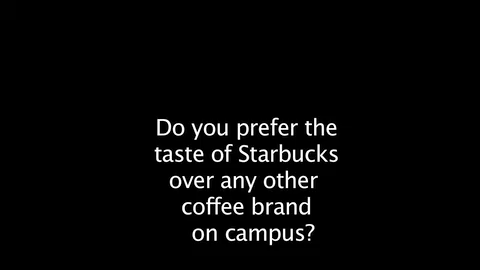 Do you prefer the
taste of Starbucks
over any other
coffee brand
on campus?